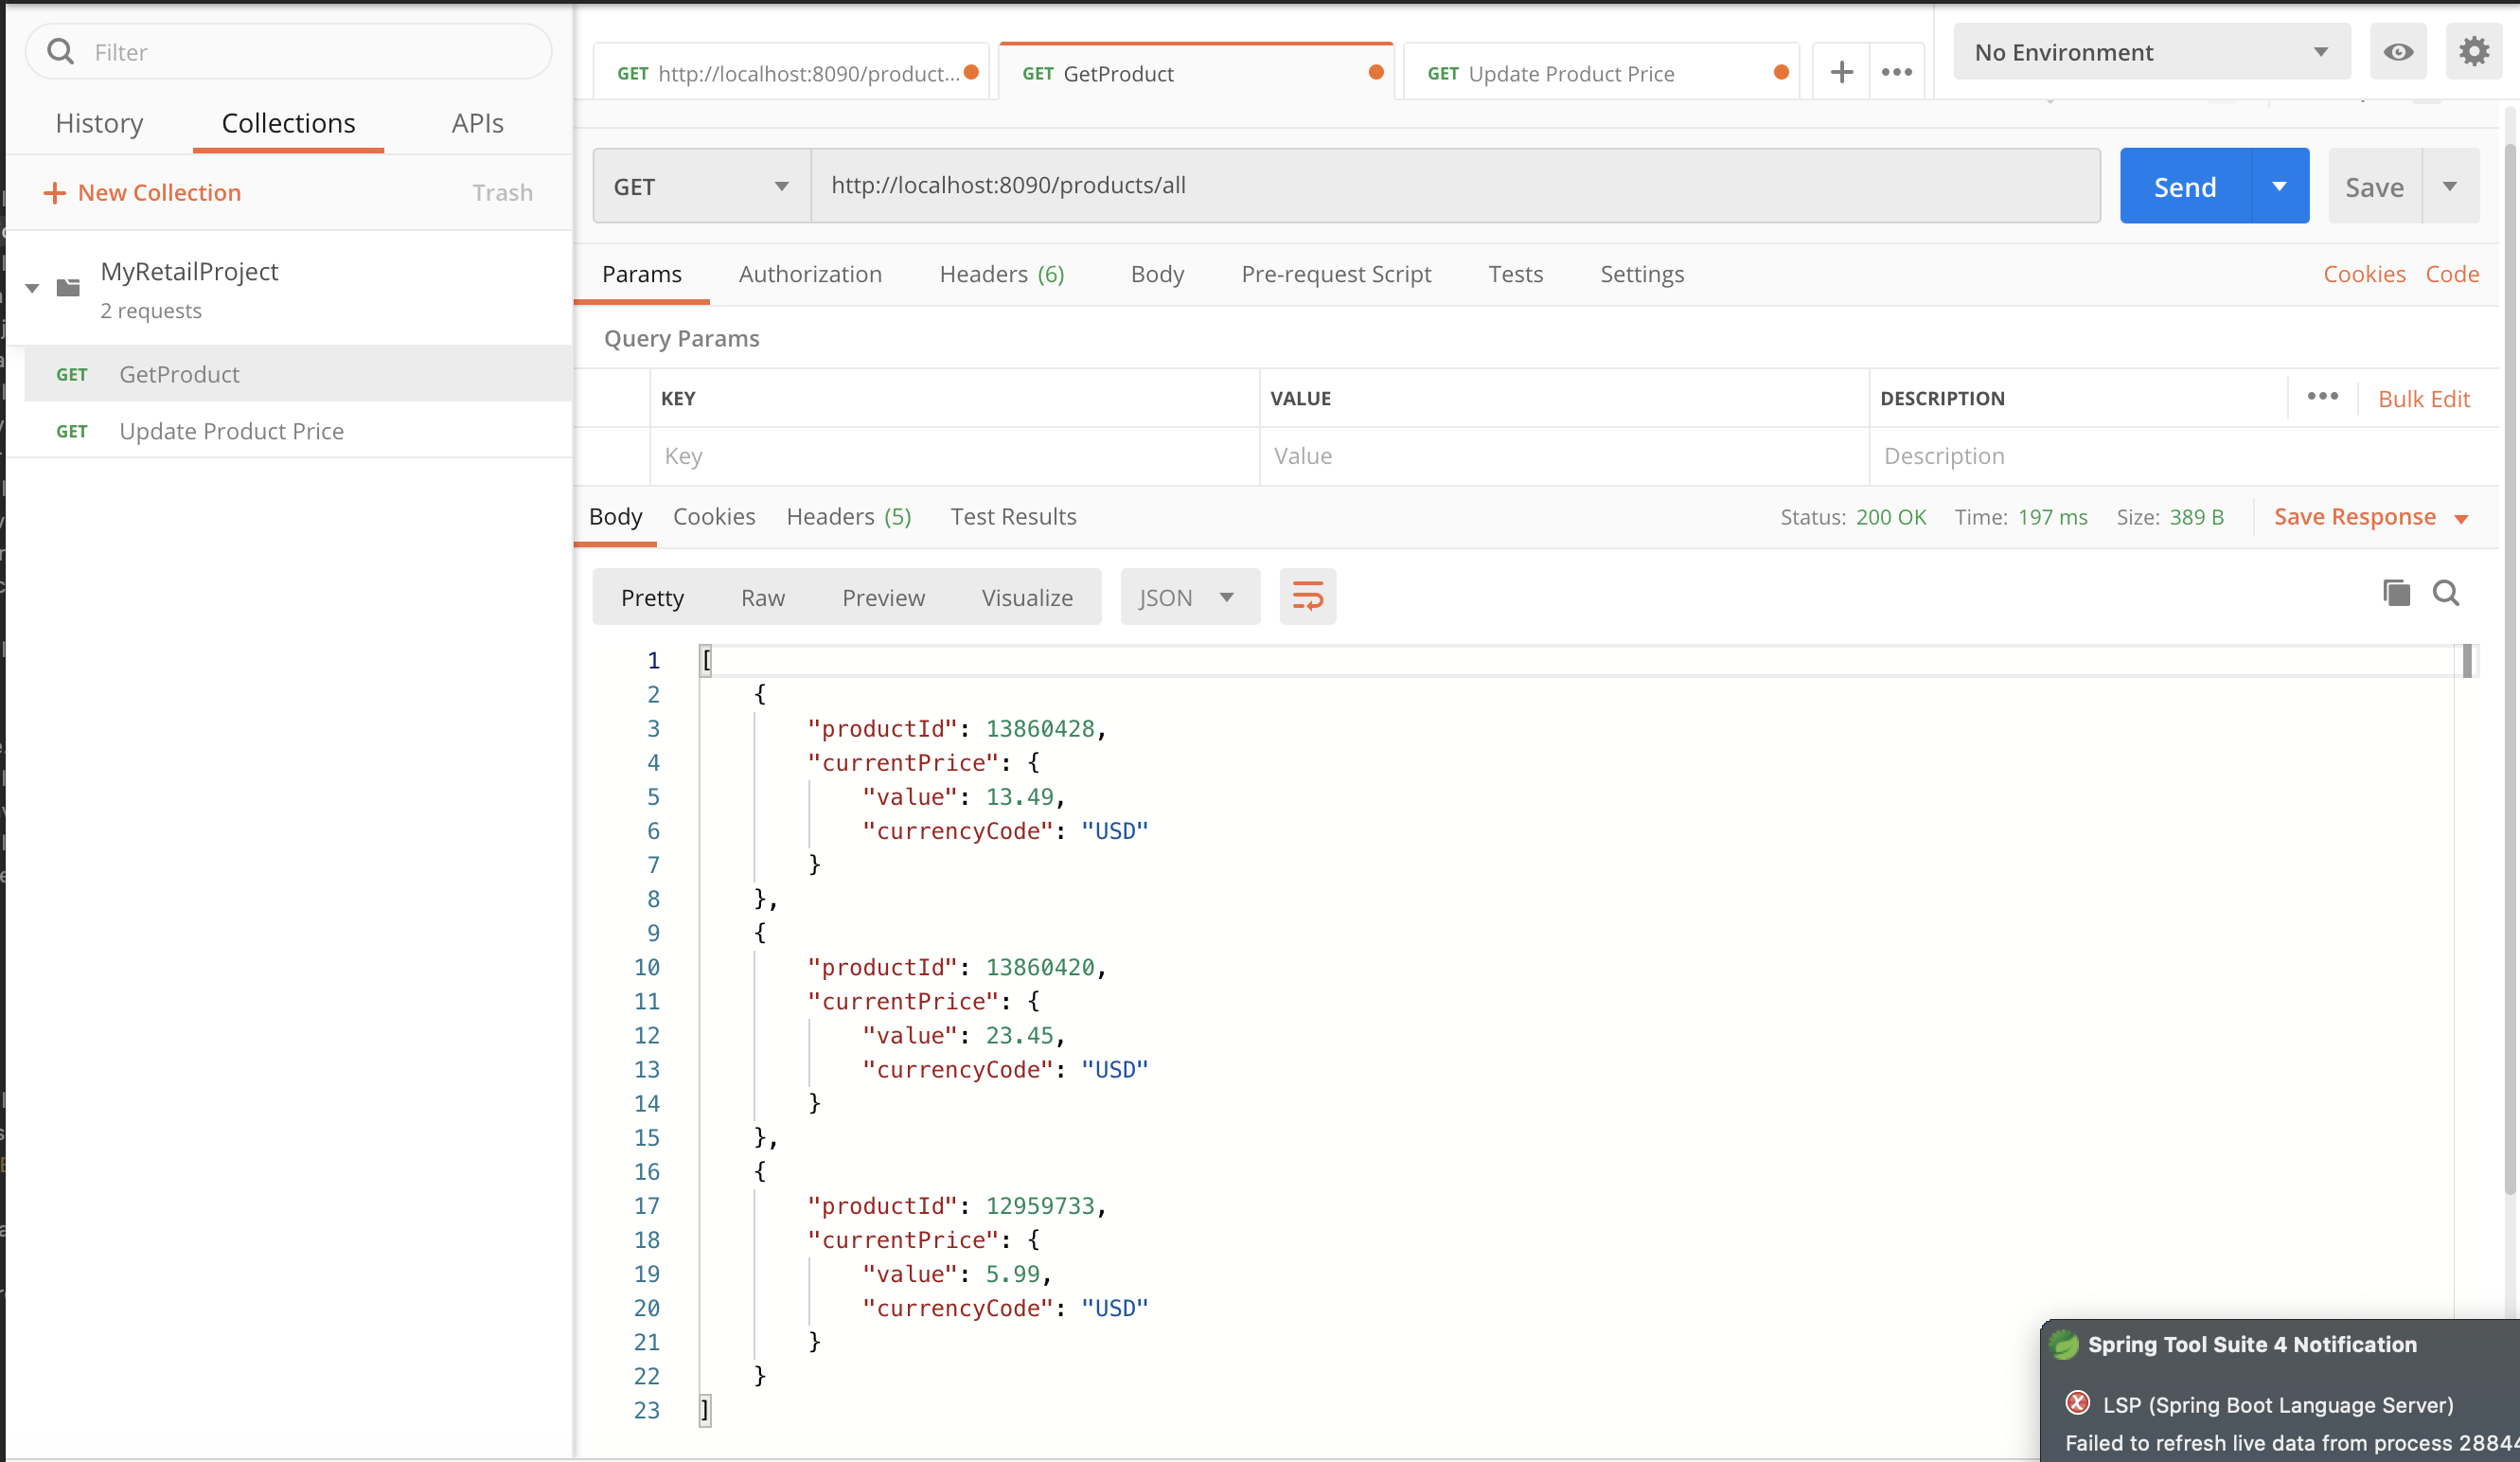 Filter
History Collections APIs
+ New Collection Trash
MyRetailProject
2 requests
GET GetProduct
GET Update Product Price
GET http://localhost:8090/product... GET GetProduct GET Update Product Price + ••• No Environment
GET http://localhost:8090/products/all Send Save
Params Authorization Headers (6) Body Pre-request Script Tests Settings Cookies Code
Query Params
KEY VALUE DESCRIPTION ••• Bulk Edit
Key Value Description
Body Cookies Headers (5) Test Results Status: 200 OK Time: 197 ms Size: 389 B Save Response
Pretty Raw Preview Visualize JSON
1 [
2 {
3 "productId": 13860428,
4 "currentPrice": {
5 "value": 13.49,
6 "currencyCode": "USD"
7 }
8 },
9 {
10 "productId": 13860420,
11 "currentPrice": {
12 "value": 23.45,
13 "currencyCode": "USD"
14 }
15 },
16 {
17 "productId": 12959733,
18 "currentPrice": {
19 "value": 5.99,
20 "currencyCode": "USD"
21 }
22 }
23 ]
Spring Tool Suite 4 Notification
LSP (Spring Boot Language Server)
Failed to refresh live data from process 28844